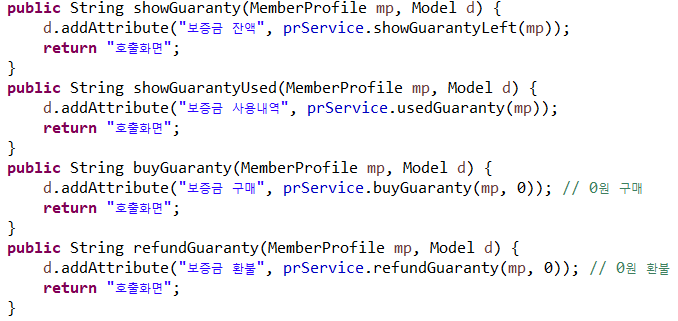 public String showGuaranty(MemberProfile mp, Model d) {
    d.addAttribute("보증금 잔액", prService.showGuarantyLeft(mp));
    return "호출화면";
}
public String showGuarantyUsed(MemberProfile mp, Model d) {
    d.addAttribute("보증금 사용내역", prService.usedGuaranty(mp));
    return "호출화면";
}
public String buyGuaranty(MemberProfile mp, Model d) {
    d.addAttribute("보증금 구매", prService.buyGuaranty(mp, 0)); // 0원 구매
    return "호출화면";
}
public String refundGuaranty(MemberProfile mp, Model d) {
    d.addAttribute("보증금 환불", prService.refundGuaranty(mp, 0)); // 0원 환불
    return "호출화면";
}